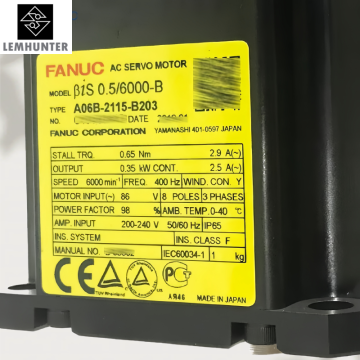 LEMHUNTER
FANUC AC SERVO MOTOR
MODEL βiS 0.5/6000-B
TYPE A06B-2115-B203
NO. DATE
FANUC CORPORATION YAMANASHI 401-0597 JAPAN
STALL TRQ. 0.65 Nm 2.9 A(~)
OUTPUT 0.35 kW CONT. 2.5 A(~)
SPEED 6000 min⁻¹ FREQ. 400 Hz WIND. CON. Y
MOTOR INPUT(~) 86 V 8 POLES 3 PHASES
POWER FACTOR 98 % AMB. TEMP. 0-40 ℃
AMP. INPUT 200-240 V 50/60 Hz IP65
INS. SYSTEM INS. CLASS F
MANUAL NO. IEC60034-1 1 kg
CE
TÜV Rheinland
MADE IN JAPAN